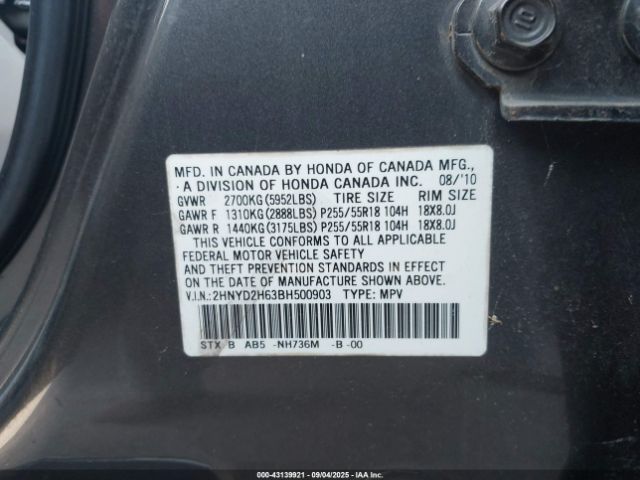 10
MFD. IN CANADA BY HONDA OF CANADA MFG.,
A DIVISION OF HONDA CANADA INC. 08/'10
GVWR 2700KG(5952LBS) TIRE SIZE RIM SIZE
GAWR F 1310KG(2888LBS) P255/55R18 104H 18X8.0J
GAWR R 1440KG(3175LBS) P255/55R18 104H 18X8.0J
THIS VEHICLE CONFORMS TO ALL APPLICABLE
FEDERAL MOTOR VEHICLE SAFETY
AND THEFT PREVENTION STANDARDS IN EFFECT
ON THE DATE OF MANUFACTURE SHOWN ABOVE.
V.I.N.:2HNYD2H63BH500903 TYPE: MPV
STX B AB5 -NH736M -B -00
000-43139921 - 09/04/2025 - IAAI.com